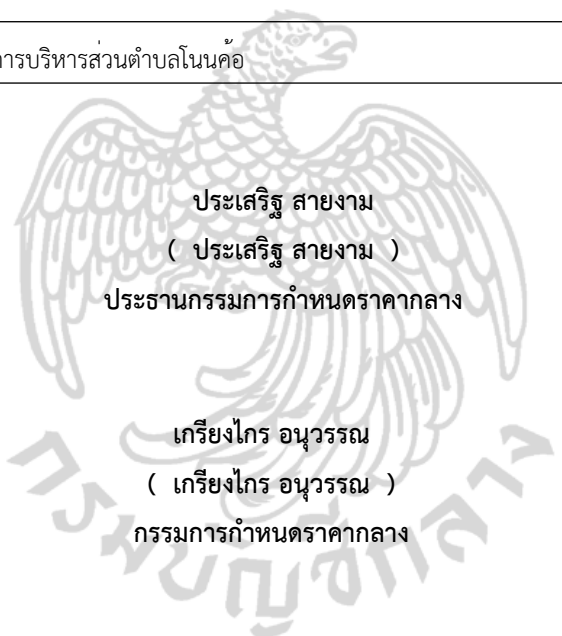 การบริหารส่วนตำบลโนนค้อ
ประเสริฐ สายงาม
( ประเสริฐ สายงาม )
ประธานกรรมการกำหนดราคากลาง
เกรียงไกร อนุวรรณ
( เกรียงไกร อนุวรรณ )
กรรมการกำหนดราคากลาง
กรมบัญชีกลาง